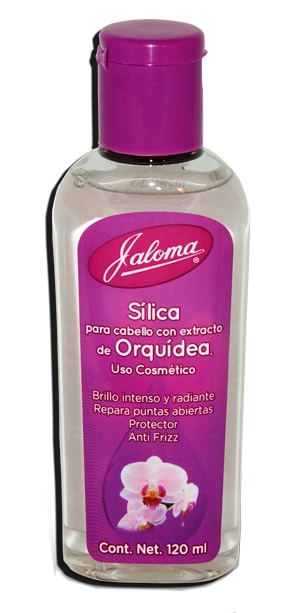 Jaloma®
Sílica
para cabello con extracto
de Orquídea.
Uso Cosmético
Brillo intenso y radiante
Repara puntas abiertas
Protector
Anti Frizz
Cont. Net. 120 ml